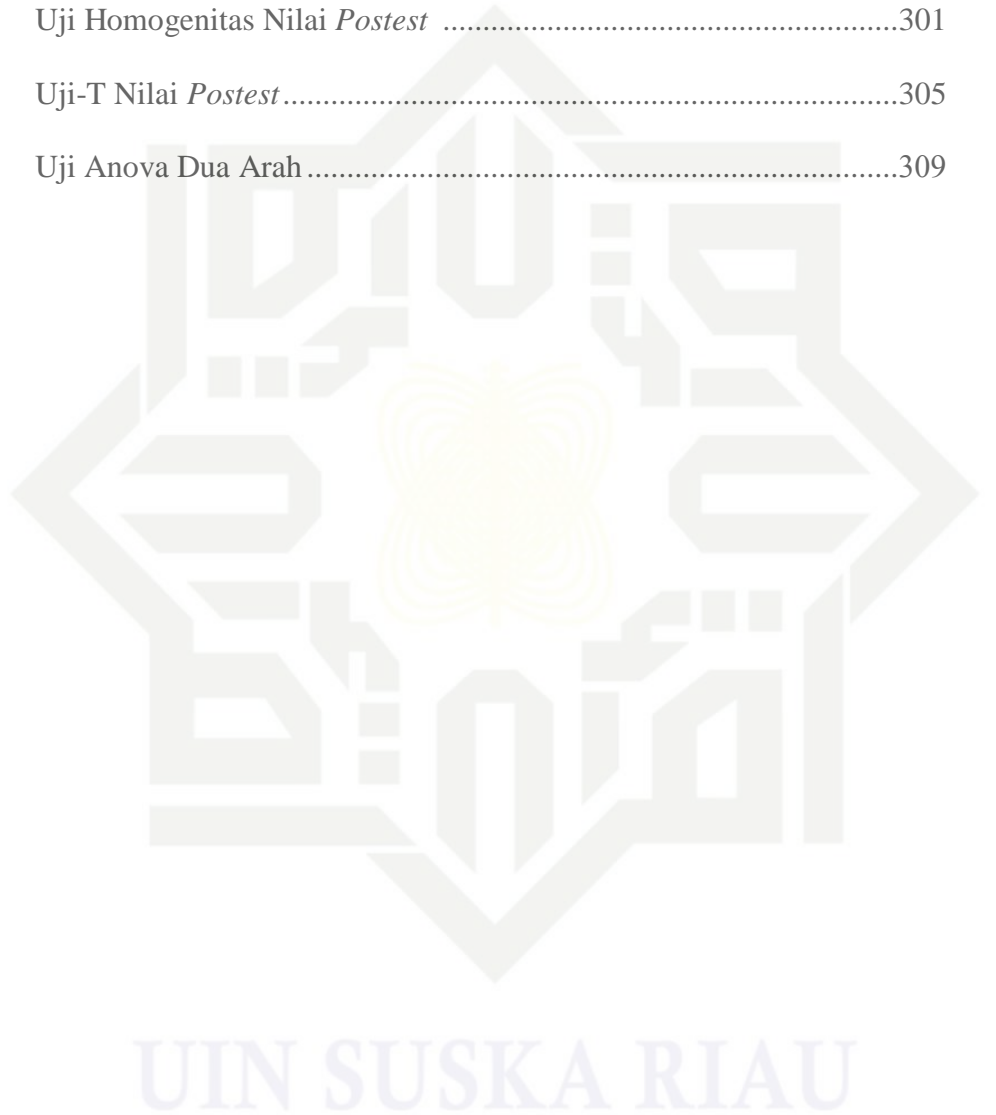 Uji Homogenitas Nilai Postest ..........................................................301
Uji-T Nilai Postest...............................................................................305
Uji Anova Dua Arah............................................................................309
UIN SUSKA RIAU